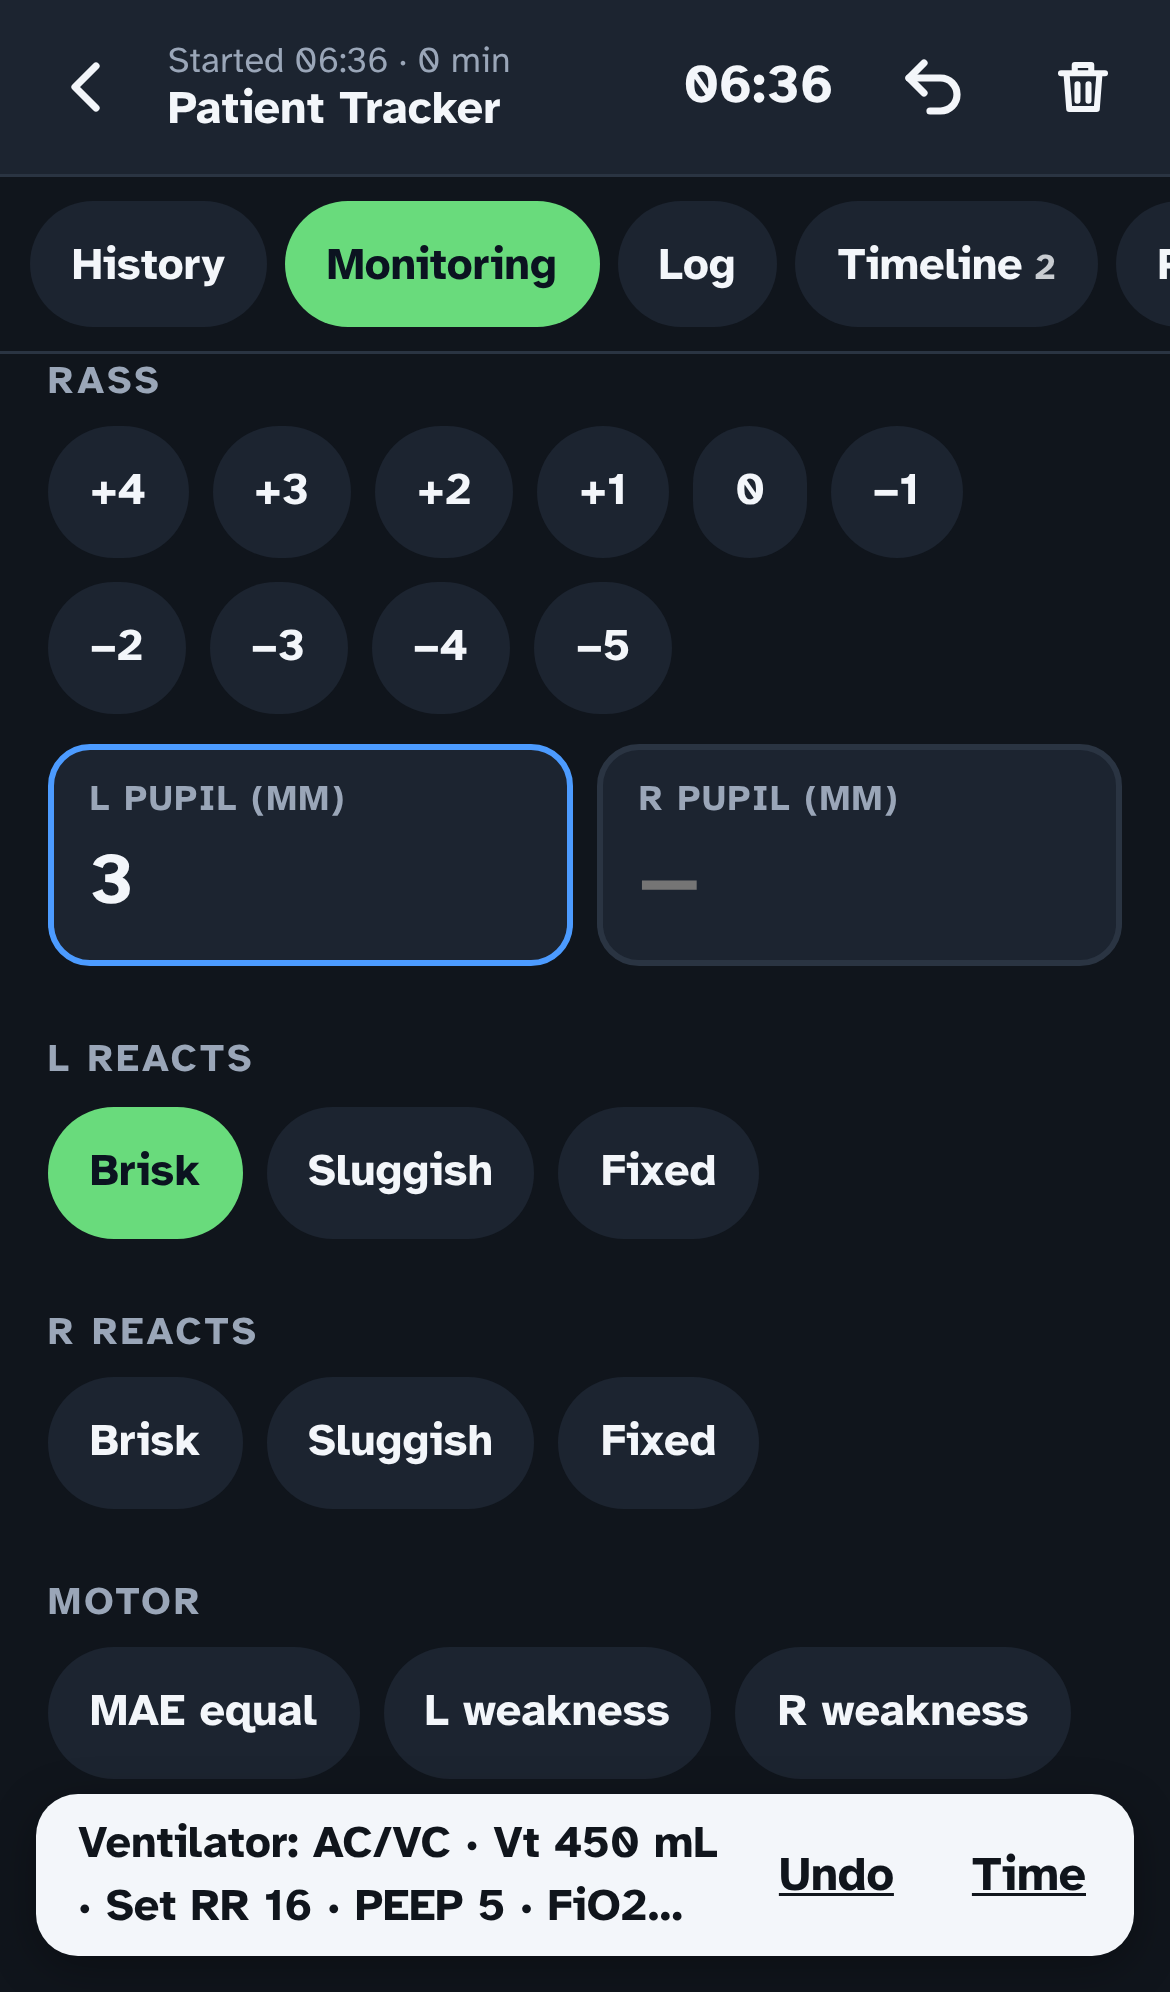 Started 06:36 · 0 min
Patient Tracker
06:36
History Monitoring Log Timeline 2
RASS
+4 +3 +2 +1 0 −1
−2 −3 −4 −5
L PUPIL (MM) R PUPIL (MM)
3 —
L REACTS
Brisk Sluggish Fixed
R REACTS
Brisk Sluggish Fixed
MOTOR
MAE equal L weakness R weakness
Ventilator: AC/VC · Vt 450 mL
· Set RR 16 · PEEP 5 · FiO2…
Undo Time